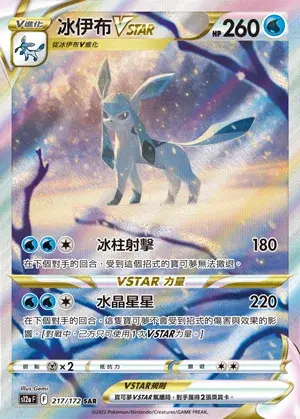 V進化
冰伊布VSTAR
HP 260
從冰伊布V進化
冰柱射擊 180
在下個對手的回合,受到這個招式的寶可夢無法撤退。
VSTAR 力量
水晶星星 220
在下個對手的回合,這隻寶可夢不會受到招式的傷害與效果的影
響。[對戰中,己方只可使用1次VSTAR力量。]
弱點 ×2 抵抗力 撤退
Illus. Gemi
s12a F F 217/172 SAR
VSTAR規則
寶可夢VSTAR【昏厥】時,對手獲得2張獎賞卡。
©2022 Pokémon/Nintendo/Creatures/GAME FREAK.